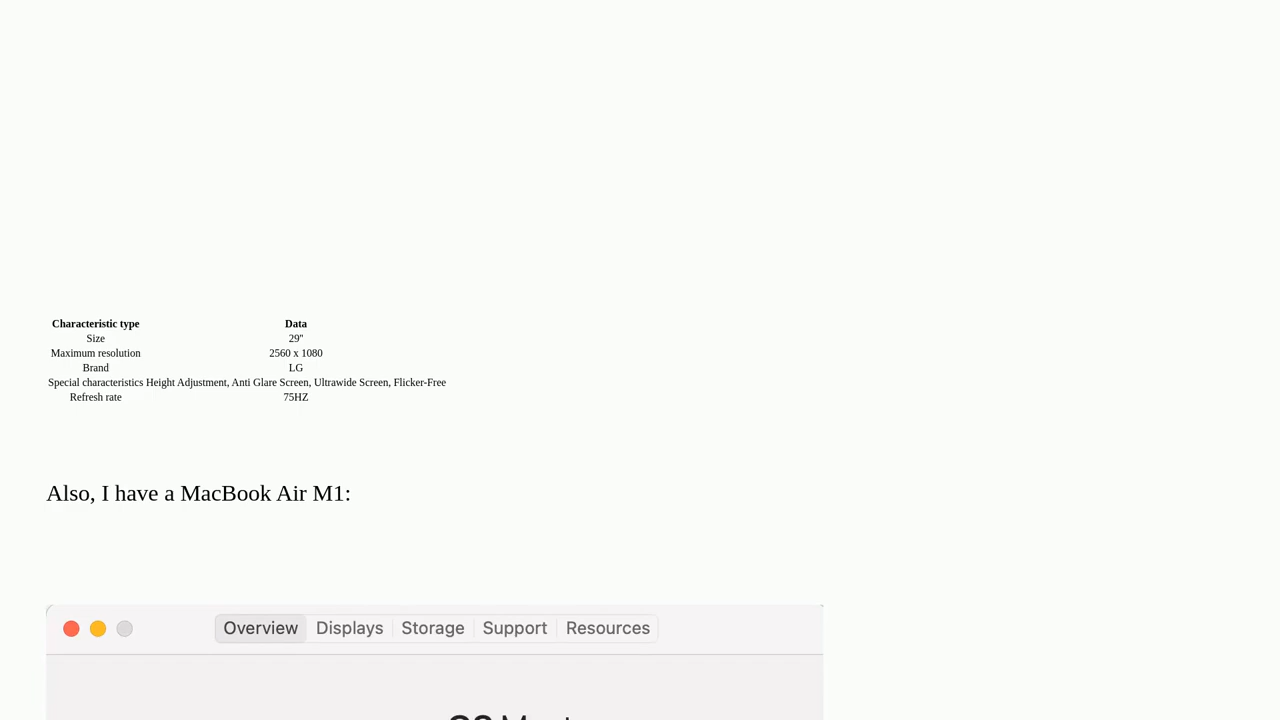 Characteristic type Data
Size 29"
Maximum resolution 2560 x 1080
Brand LG
Special characteristics Height Adjustment, Anti Glare Screen, Ultrawide Screen, Flicker-Free
Refresh rate 75HZ
Also, I have a MacBook Air M1:
Overview Displays Storage Support Resources